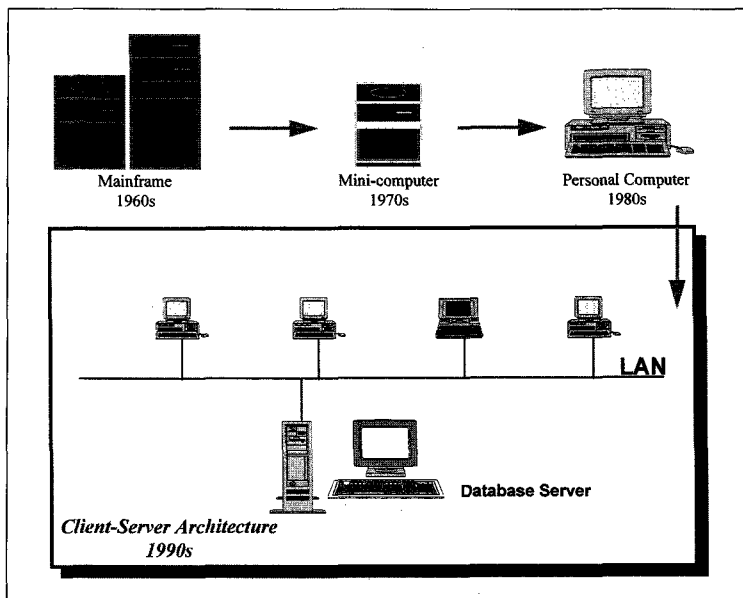 Mainframe
1960s
Mini-computer
1970s
Personal Computer
1980s
LAN
Database Server
Client-Server Architecture
1990s